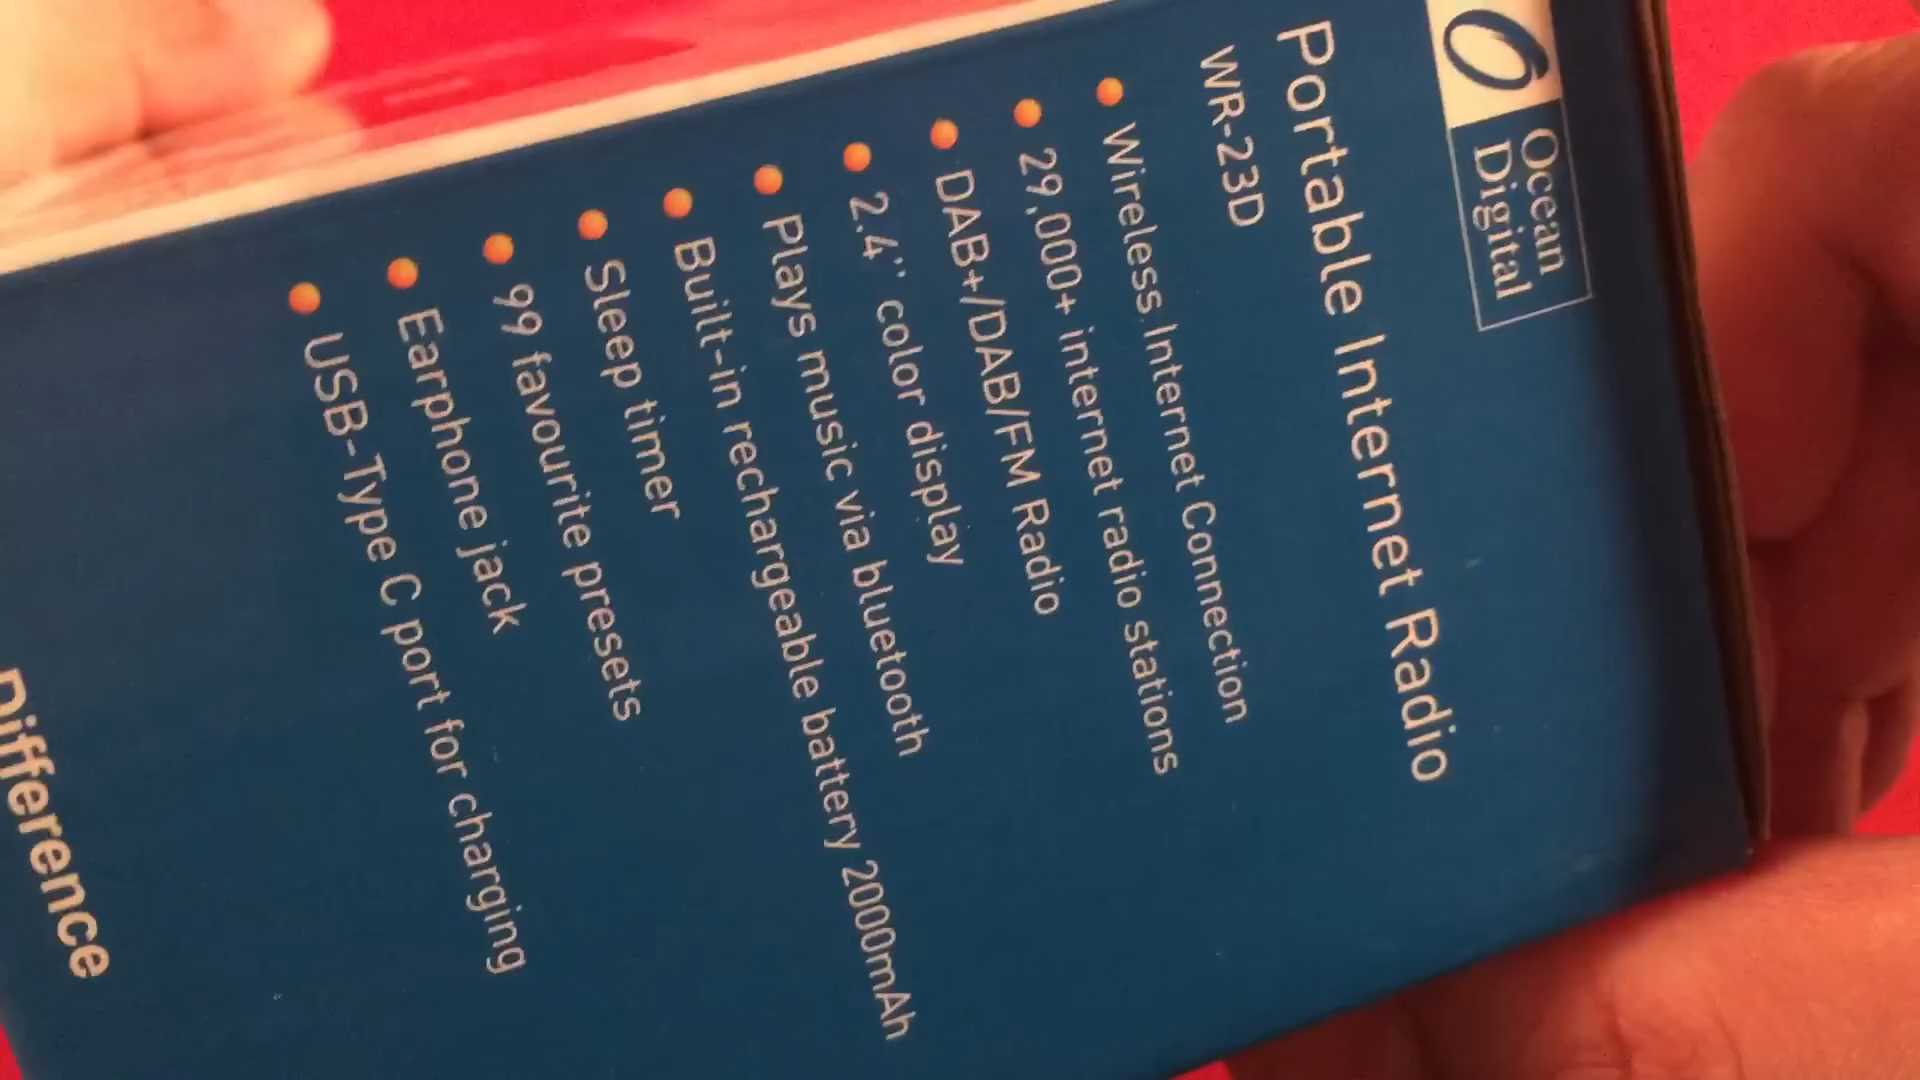 Ocean
Digital
Portable Internet Radio
WR-23D
Wireless Internet Connection
29,000+ internet radio stations
DAB+/DAB/FM Radio
2.4" color display
Plays music via bluetooth
Built-in rechargeable battery 2000mAh
Sleep timer
99 favourite presets
Earphone jack
USB-Type C port for charging
Difference